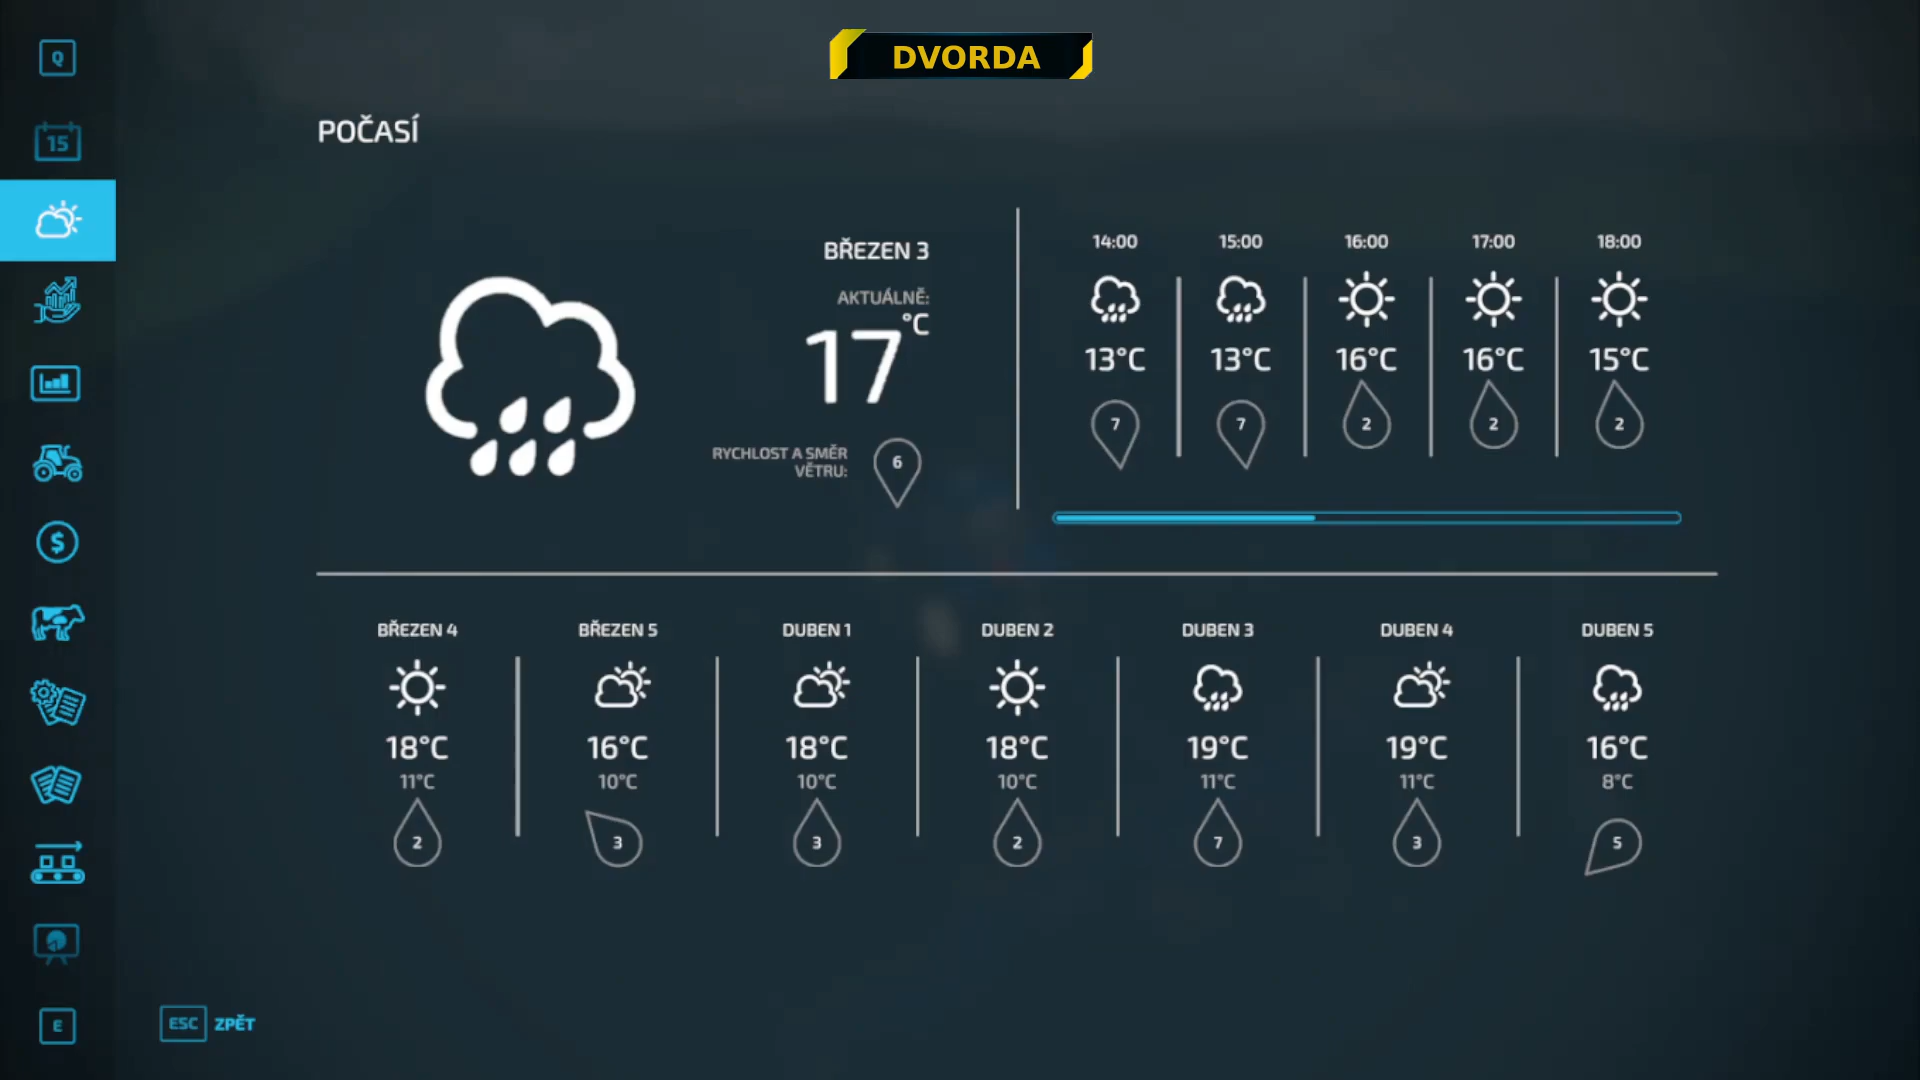 DVORDA
Q
15
POČASÍ
BŘEZEN 3
AKTUÁLNĚ:
17°C
RYCHLOST A SMĚR
VĚTRU:
6
14:00 15:00 16:00 17:00 18:00
13°C 13°C 16°C 16°C 15°C
7 7 2 2 2
BŘEZEN 4 BŘEZEN 5 DUBEN 1 DUBEN 2 DUBEN 3 DUBEN 4 DUBEN 5
18°C 16°C 18°C 18°C 19°C 19°C 16°C
11°C 10°C 10°C 10°C 11°C 11°C 8°C
2 3 3 2 7 3 5
$
E
ESC ZPĚT